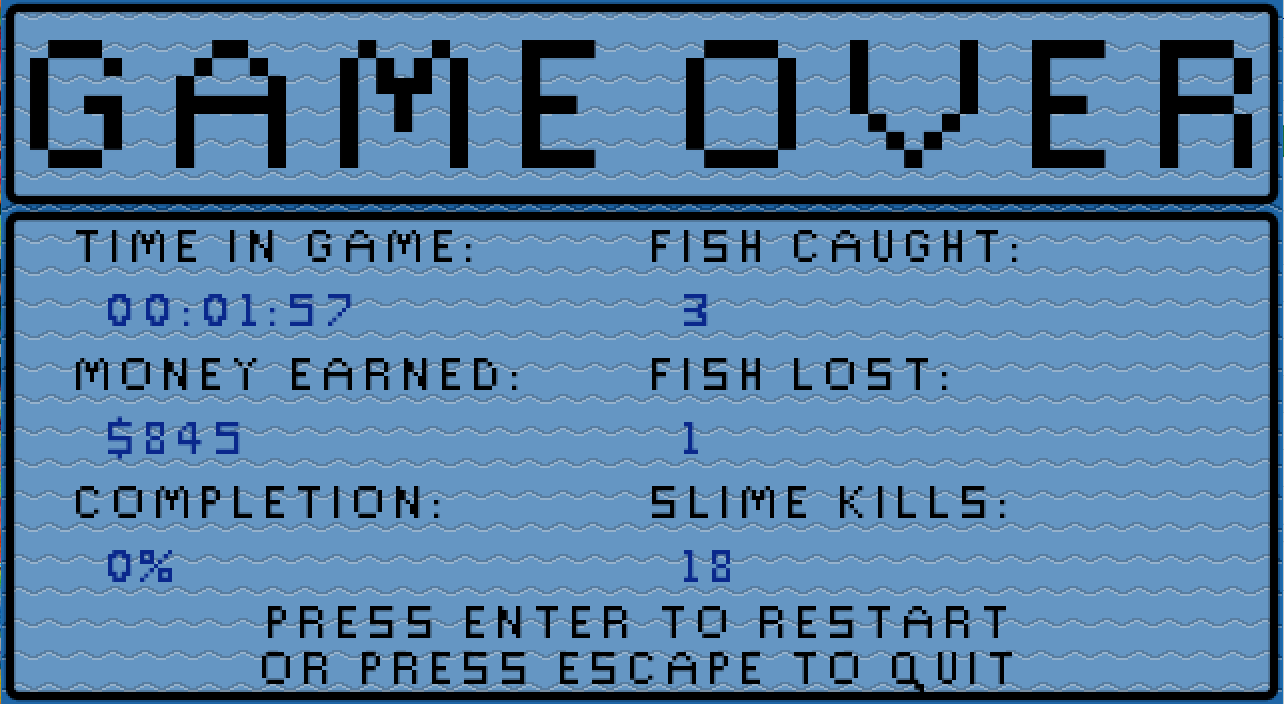 GAME OVER
TIME IN GAME: FISH CAUGHT:
00:01:57 3
MONEY EARNED: FISH LOST:
$845 1
COMPLETION: SLIME KILLS:
0% 18
PRESS ENTER TO RESTART
OR PRESS ESCAPE TO QUIT